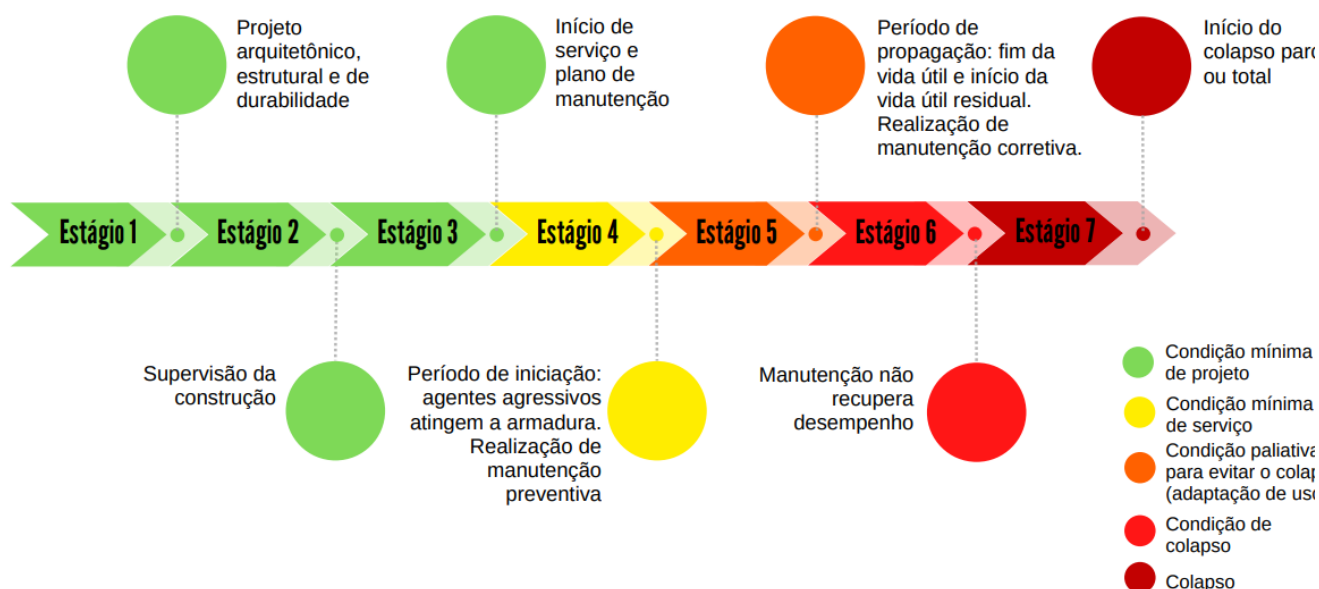 Projeto
arquitetônico,
estrutural e de
durabilidade
Início de
serviço e
plano de
manutenção
Período de
propagação: fim da
vida útil e início da
vida útil residual.
Realização de
manutenção corretiva.
Início do
colapso
ou total
Estágio 1
Estágio 2
Estágio 3
Estágio 4
Estágio 5
Estágio 6
Estágio 7
Supervisão da
construção
Período de iniciação:
agentes agressivos
atingem a armadura.
Realização de
manutenção
preventiva
Manutenção não
recupera
desempenho
Condição mínima
de projeto
Condição mínima
de serviço
Condição paliativa
para evitar o
(adaptação de
Condição de
colapso
Colapso